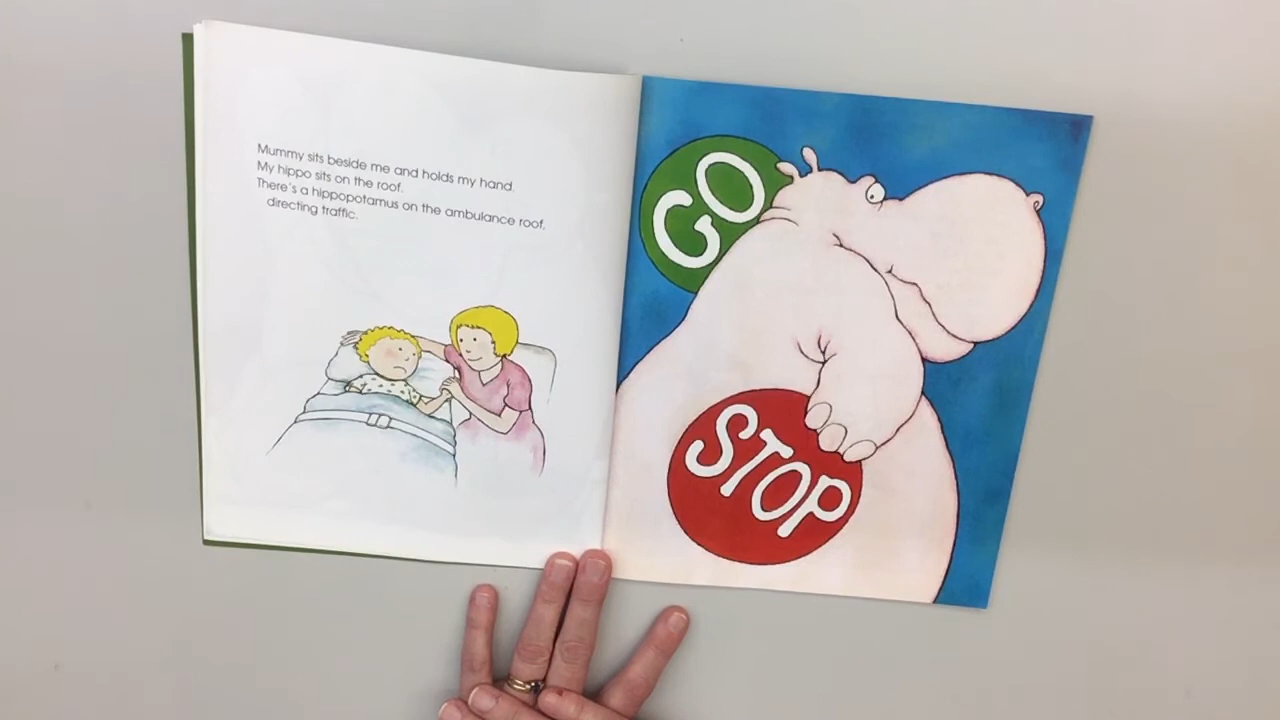 Mummy sits beside me and holds my hand.
My hippo sits on the roof.
There's a hippopotamus on the ambulance roof,
directing traffic.
GO
STOP